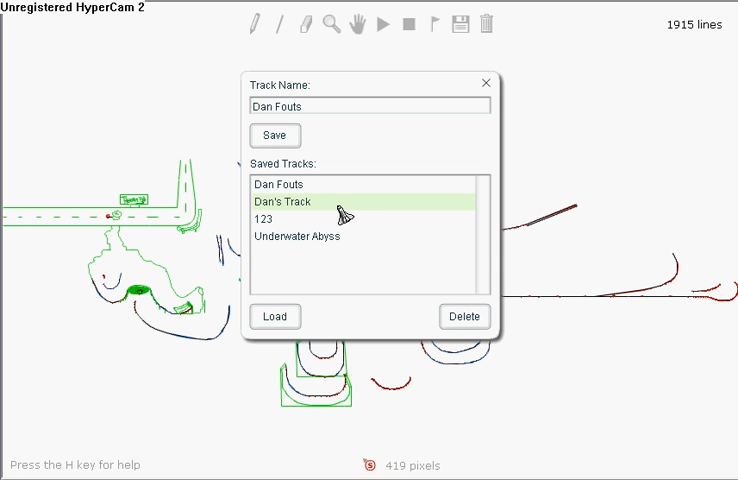 Unregistered HyperCam 2
1915 lines
Track Name:
Dan Fouts
Save
Saved Tracks:
Dan Fouts
Dan's Track
123
Underwater Abyss
Load
Delete
Press the H key for help
419 pixels